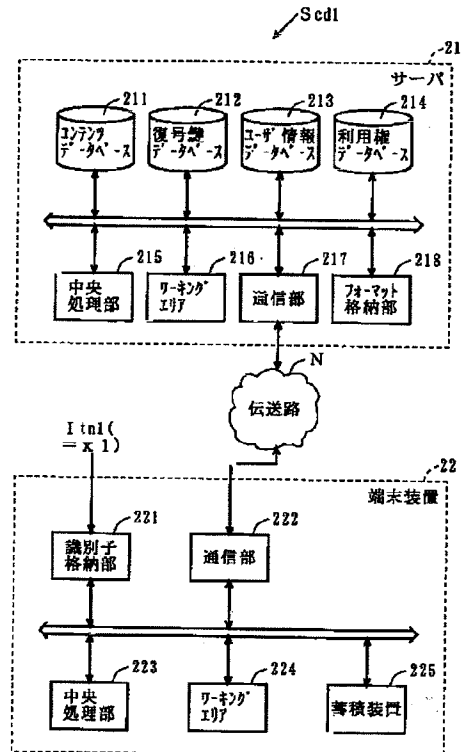 Scd1
21
サーバ
211
212
213
214
コンテンツ
データベース
復号鍵
データベース
ユーザ情報
データベース
利用権
データベース
215
216
217
218
中央
処理部
ワーキング
エリア
通信部
フォーマット
格納部
N
伝送路
Itn1(
=x1)
22
端末装置
221
222
識別子
格納部
通信部
223
224
225
中央
処理部
ワーキング
エリア
蓄積装置